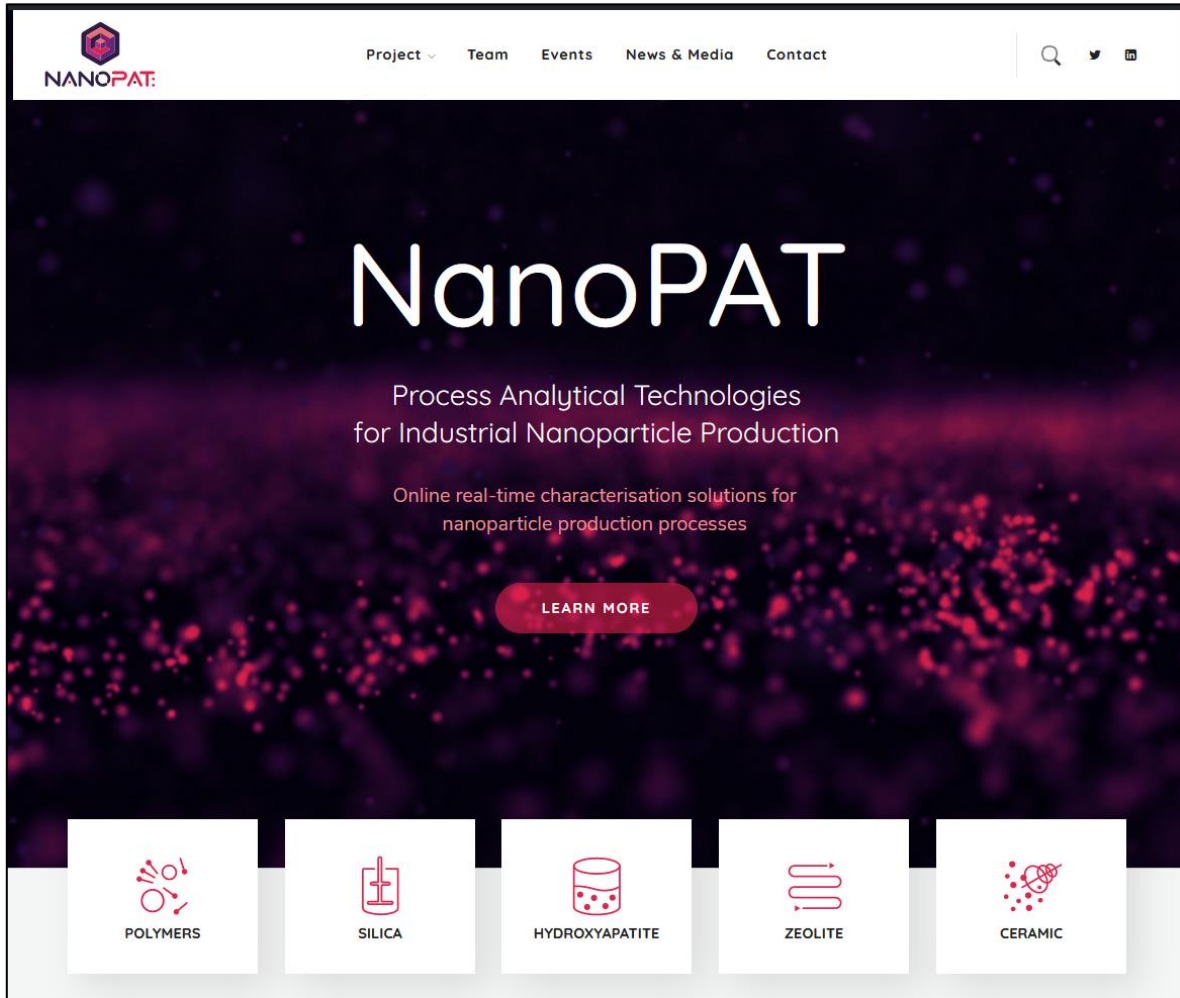 NANOPAT
Project Team Events News & Media Contact
NanoPAT
Process Analytical Technologies
for Industrial Nanoparticle Production
Online real-time characterisation solutions for
nanoparticle production processes
LEARN MORE
POLYMERS
SILICA
HYDROXYAPATITE
ZEOLITE
CERAMIC